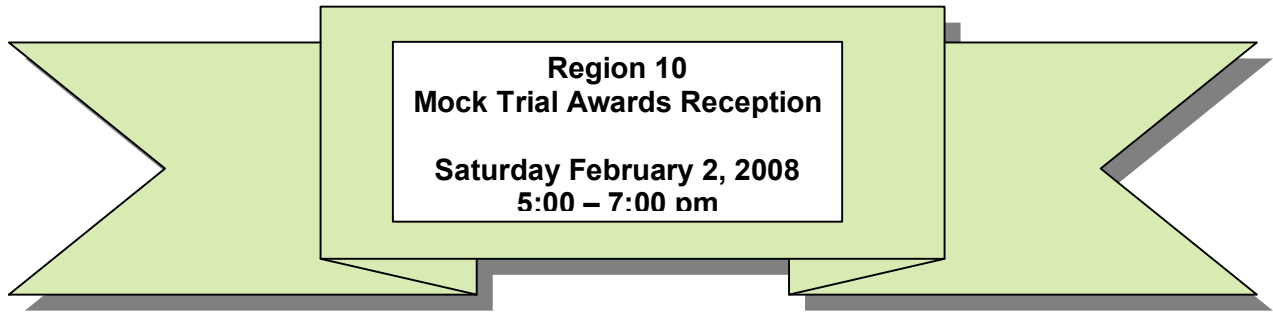 Region 10
Mock Trial Awards Reception
Saturday February 2, 2008
5:00 – 7:00 pm